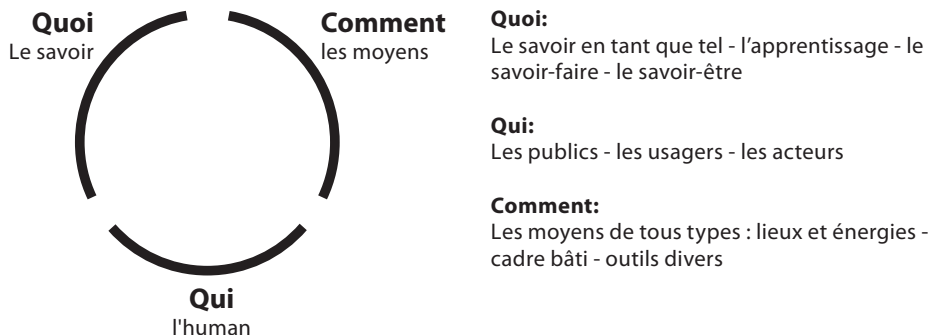 Quoi
Le savoir
Comment
les moyens
Qui
l'human
Quoi:
Le savoir en tant que tel - l'apprentissage - le
savoir-faire - le savoir-être
Qui:
Les publics - les usagers - les acteurs
Comment:
Les moyens de tous types : lieux et énergies -
cadre bâti - outils divers